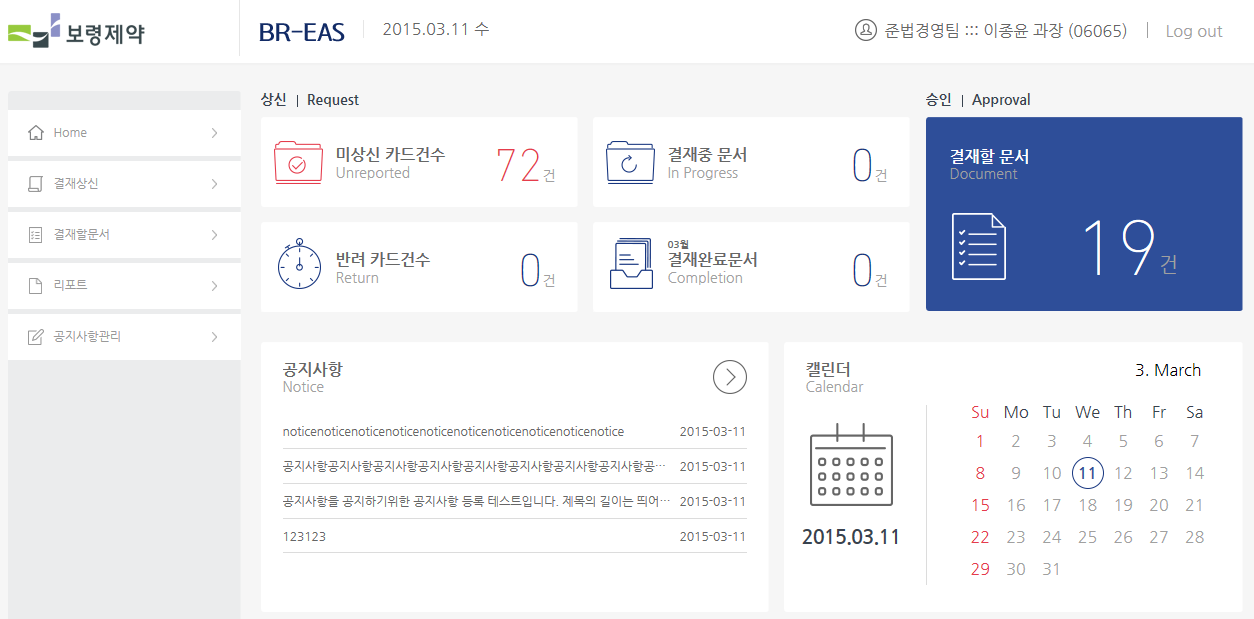 보령제약
BR-EAS
2015.03.11 수
준법경영팀 ::: 이종윤 과장 (06065)
Log out
Home
결재상신
결재할문서
리포트
공지사항관리
상신 | Request
미상신 카드건수
Unreported
72건
결재중 문서
In Progress
0건
반려 카드건수
Return
0건
03월
결재완료문서
Completion
0건
승인 | Approval
결재할 문서
Document
19건
공지사항
Notice
noticenoticenoticenoticenoticenoticenoticenoticenoticenotice 2015-03-11
공지사항공지사항공지사항공지사항공지사항공지사항공지사항공지사항공… 2015-03-11
공지사항을 공지하기위한 공지사항 등록 테스트입니다. 제목의 길이는 띄어… 2015-03-11
123123 2015-03-11
캘린더
Calendar
2015.03.11
3. March
Su Mo Tu We Th Fr Sa
1 2 3 4 5 6 7
8 9 10 11 12 13 14
15 16 17 18 19 20 21
22 23 24 25 26 27 28
29 30 31